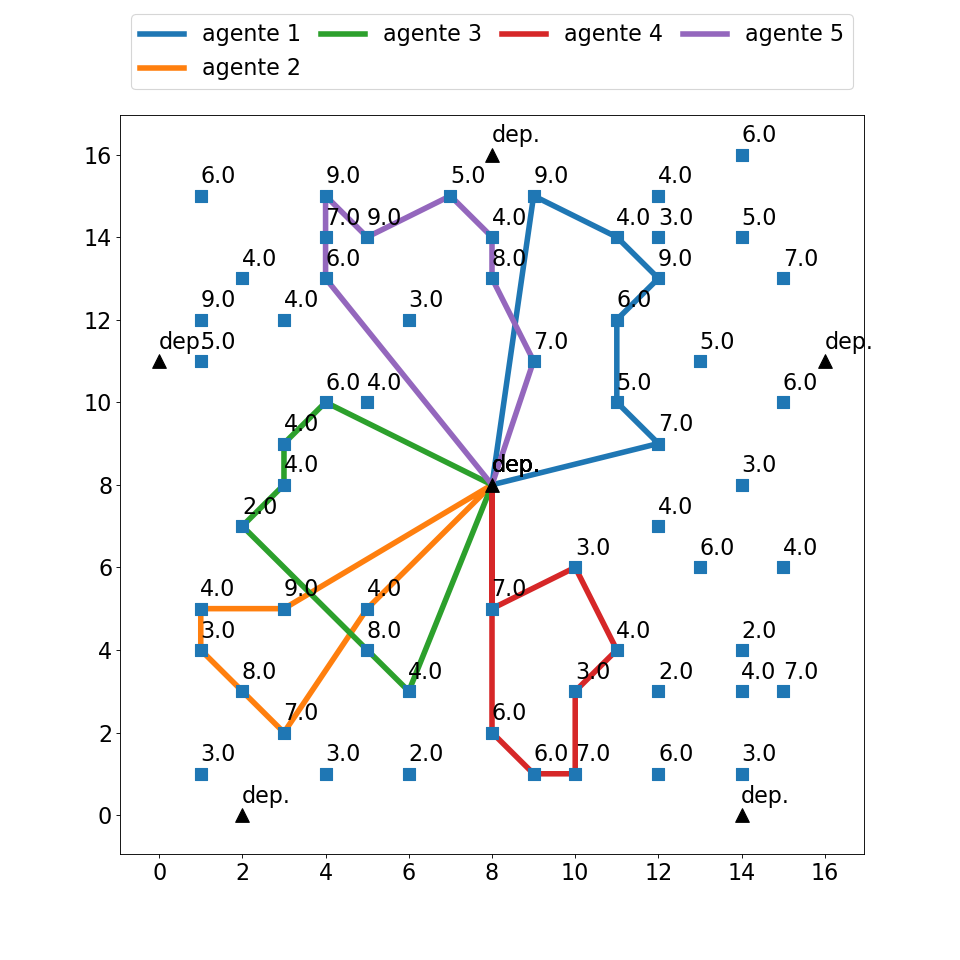 agente 1 agente 3 agente 4 agente 5
agente 2
dep. 6.0
16
6.0 9.0 5.0 9.0 4.0
7.0 9.0 4.0 4.0 3.0 5.0
14
4.0 6.0 8.0 9.0 7.0
9.0 4.0 3.0 6.0
12
dep. 5.0 7.0 5.0 dep.
6.0 4.0 5.0 6.0
10
4.0 7.0
4.0 dep. 3.0
8
2.0 4.0
3.0 6.0 4.0
6
4.0 9.0 4.0 7.0
3.0 8.0 4.0 2.0
4
8.0 4.0 3.0 2.0 4.0 7.0
7.0 6.0
2
3.0 3.0 2.0 6.0 7.0 6.0 3.0
dep. dep.
0
0 2 4 6 8 10 12 14 16